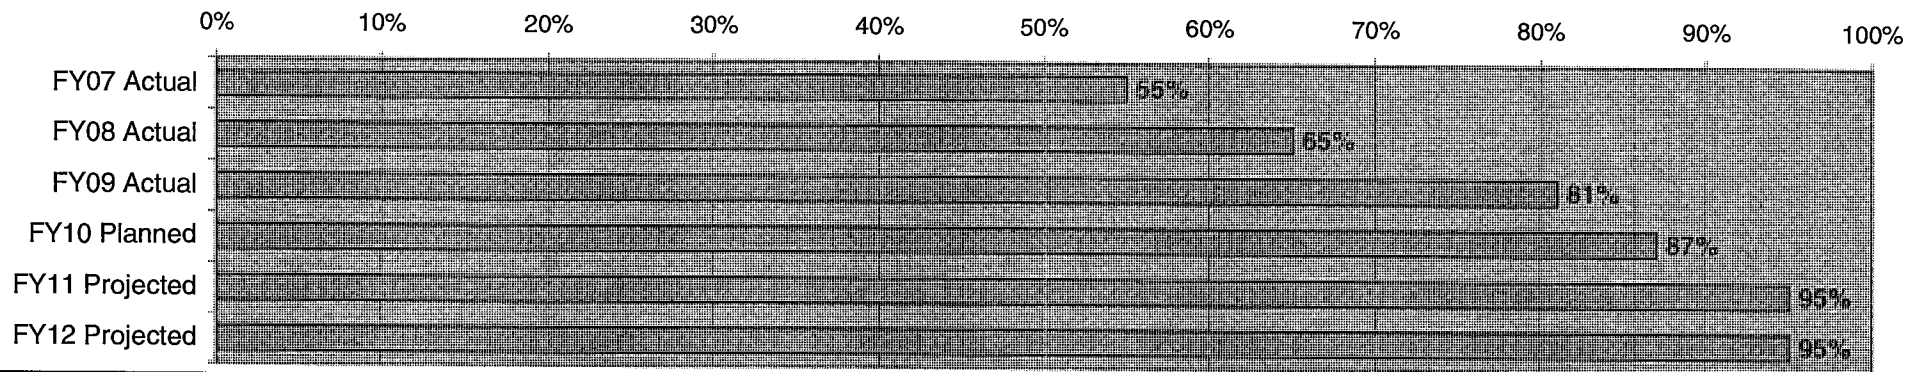 0% 10% 20% 30% 40% 50% 60% 70% 80% 90% 100%
FY07 Actual 55%
FY08 Actual 65%
FY09 Actual 81%
FY10 Planned 87%
FY11 Projected 95%
FY12 Projected 95%